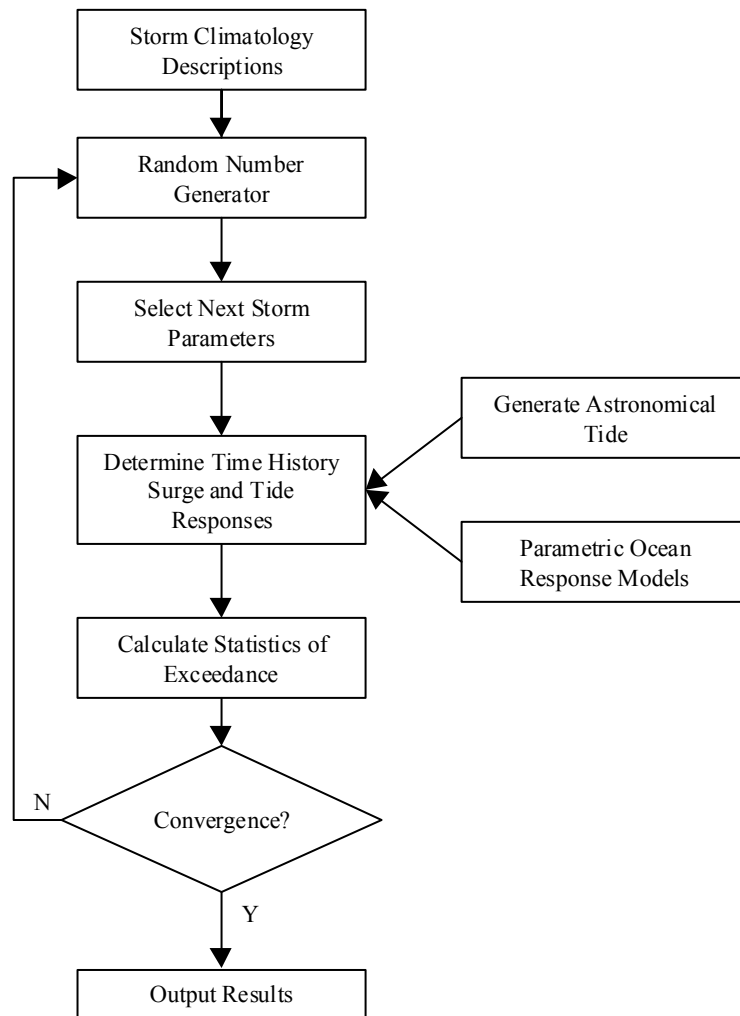 Storm Climatology
Descriptions
Random Number
Generator
Select Next Storm
Parameters
Generate Astronomical
Tide
Determine Time History
Surge and Tide
Responses
Parametric Ocean
Response Models
Calculate Statistics of
Exceedance
N
Convergence?
Y
Output Results